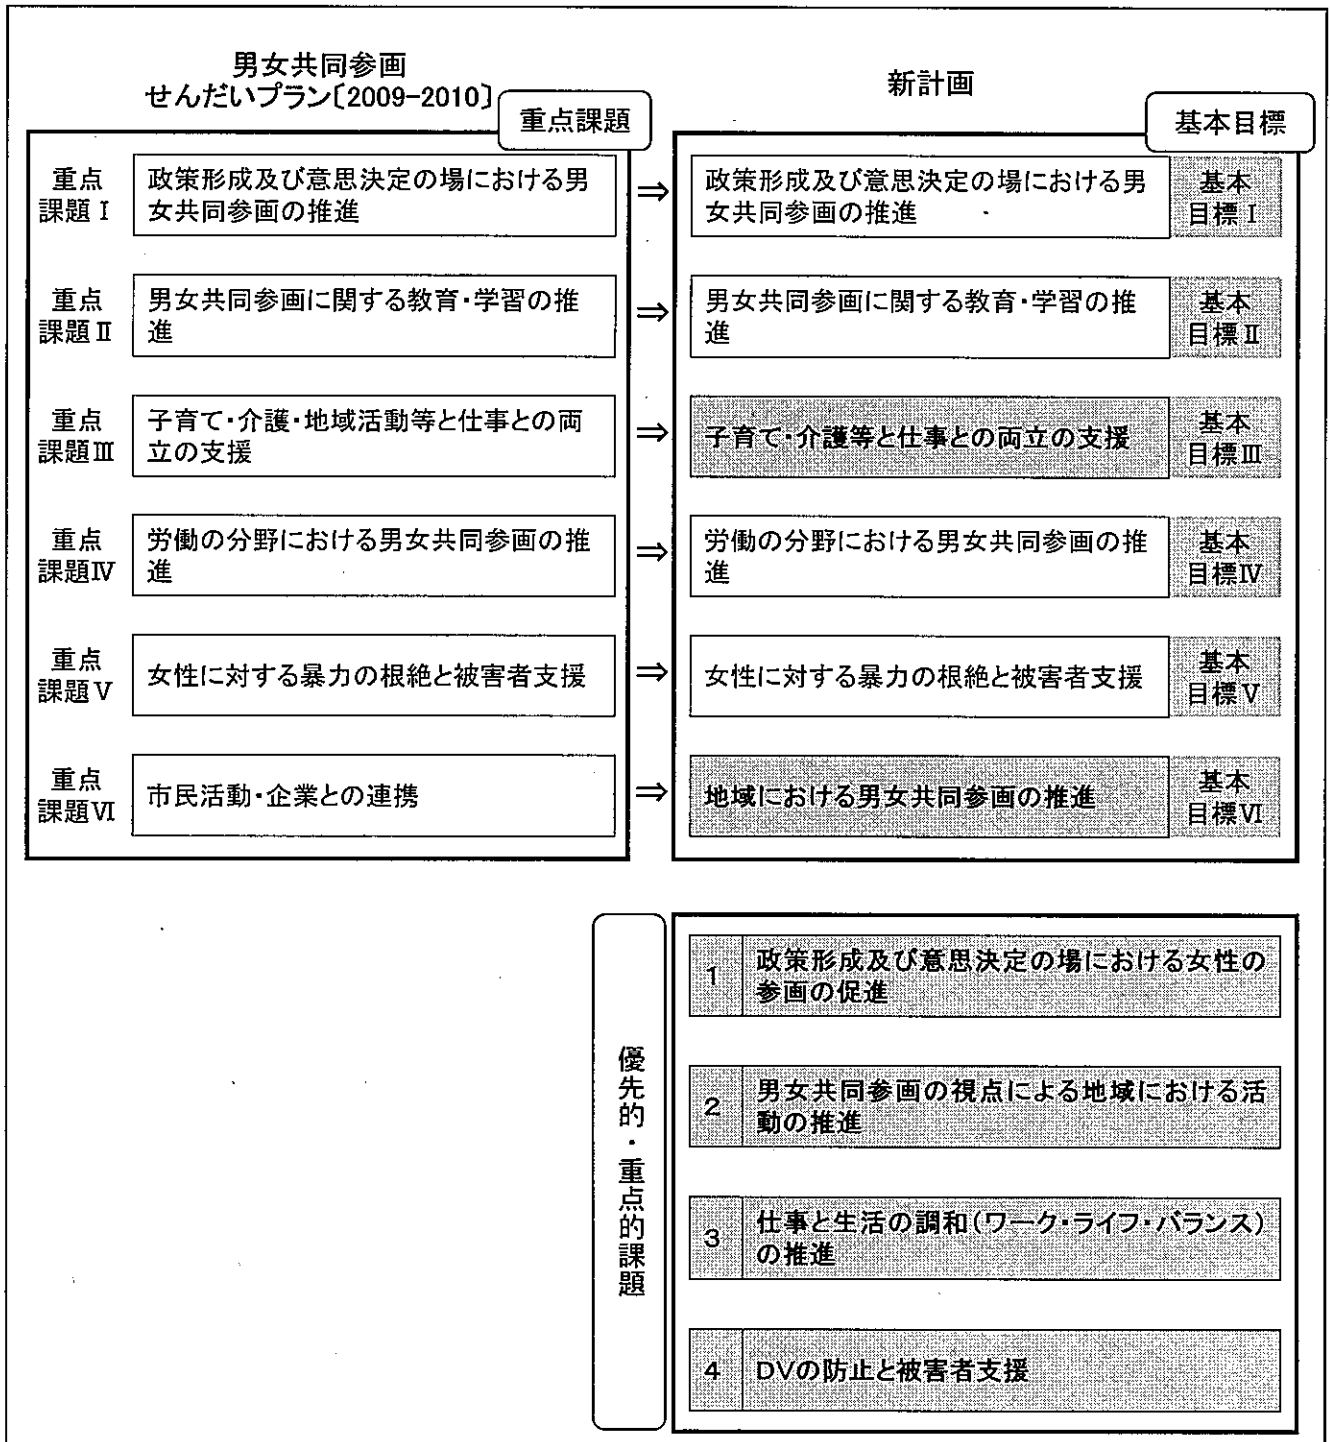 男女共同参画
せんだいプラン〔2009-2010〕
重点課題
新計画
基本目標
重点
課題Ⅰ
政策形成及び意思決定の場における男
女共同参画の推進
⇒
政策形成及び意思決定の場における男
女共同参画の推進
基本
目標Ⅰ
重点
課題Ⅱ
男女共同参画に関する教育・学習の推
進
⇒
男女共同参画に関する教育・学習の推
進
基本
目標Ⅱ
重点
課題Ⅲ
子育て・介護・地域活動等と仕事との両
立の支援
⇒
子育て・介護等と仕事との両立の支援
基本
目標Ⅲ
重点
課題Ⅳ
労働の分野における男女共同参画の推
進
⇒
労働の分野における男女共同参画の推
進
基本
目標Ⅳ
重点
課題Ⅴ
女性に対する暴力の根絶と被害者支援
⇒
女性に対する暴力の根絶と被害者支援
基本
目標Ⅴ
重点
課題Ⅵ
市民活動・企業との連携
⇒
地域における男女共同参画の推進
基本
目標Ⅵ
優先的・重点的課題
1
政策形成及び意思決定の場における女性の
参画の促進
2
男女共同参画の視点による地域における活
動の推進
3
仕事と生活の調和(ワーク・ライフ・バランス)
の推進
4
DVの防止と被害者支援